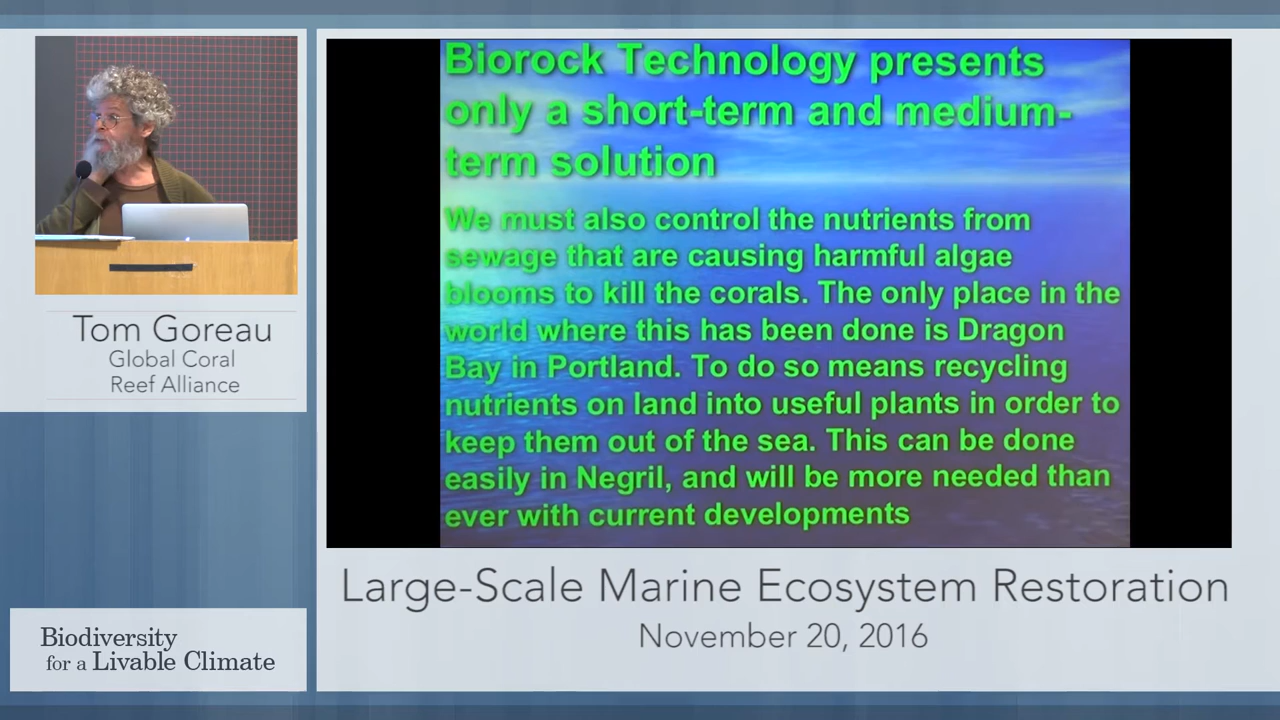 Tom Goreau
Global Coral
Reef Alliance
Biodiversity
for a Livable Climate
Biorock Technology presents
only a short-term and medium-
term solution
We must also control the nutrients from
sewage that are causing harmful algae
blooms to kill the corals. The only place in the
world where this has been done is Dragon
Bay in Portland. To do so means recycling
nutrients on land into useful plants in order to
keep them out of the sea. This can be done
easily in Negril, and will be more needed than
ever with current developments
Large-Scale Marine Ecosystem Restoration
November 20, 2016